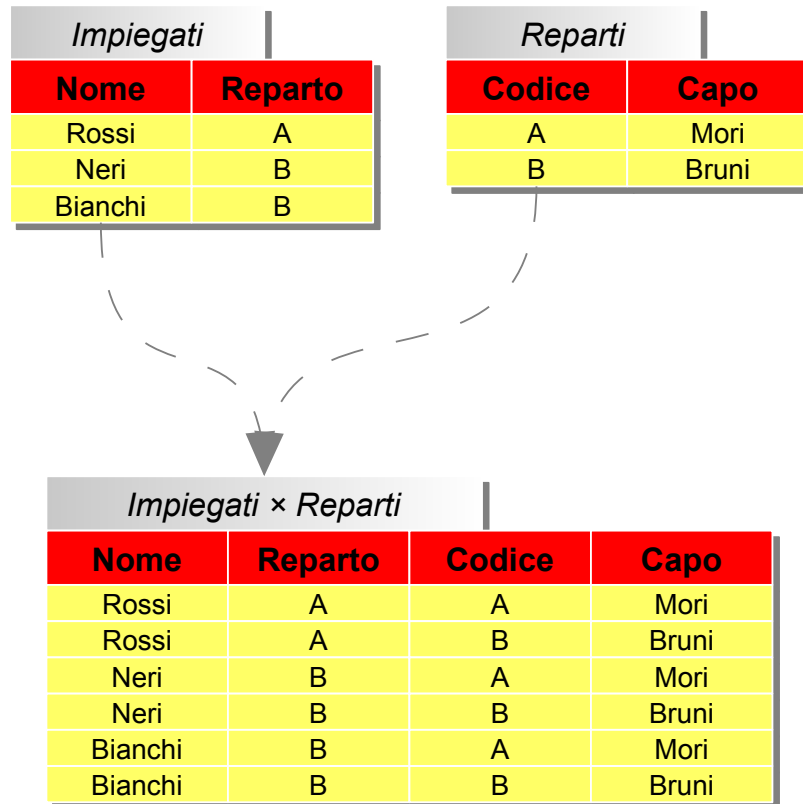 Impiegati
Nome Reparto
Rossi A
Neri B
Bianchi B
Reparti
Codice Capo
A Mori
B Bruni
Impiegati × Reparti
Nome Reparto Codice Capo
Rossi A A Mori
Rossi A B Bruni
Neri B A Mori
Neri B B Bruni
Bianchi B A Mori
Bianchi B B Bruni